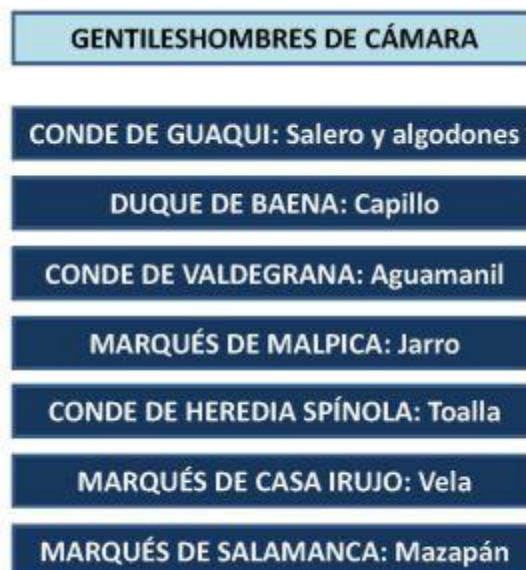 GENTILESHOMBRES DE CÁMARA
CONDE DE GUAQUI: Salero y algodones
DUQUE DE BAENA: Capillo
CONDE DE VALDEGRANA: Aguamanil
MARQUÉS DE MALPICA: Jarro
CONDE DE HEREDIA SPÍNOLA: Toalla
MARQUÉS DE CASA IRUJO: Vela
MARQUÉS DE SALAMANCA: Mazapán